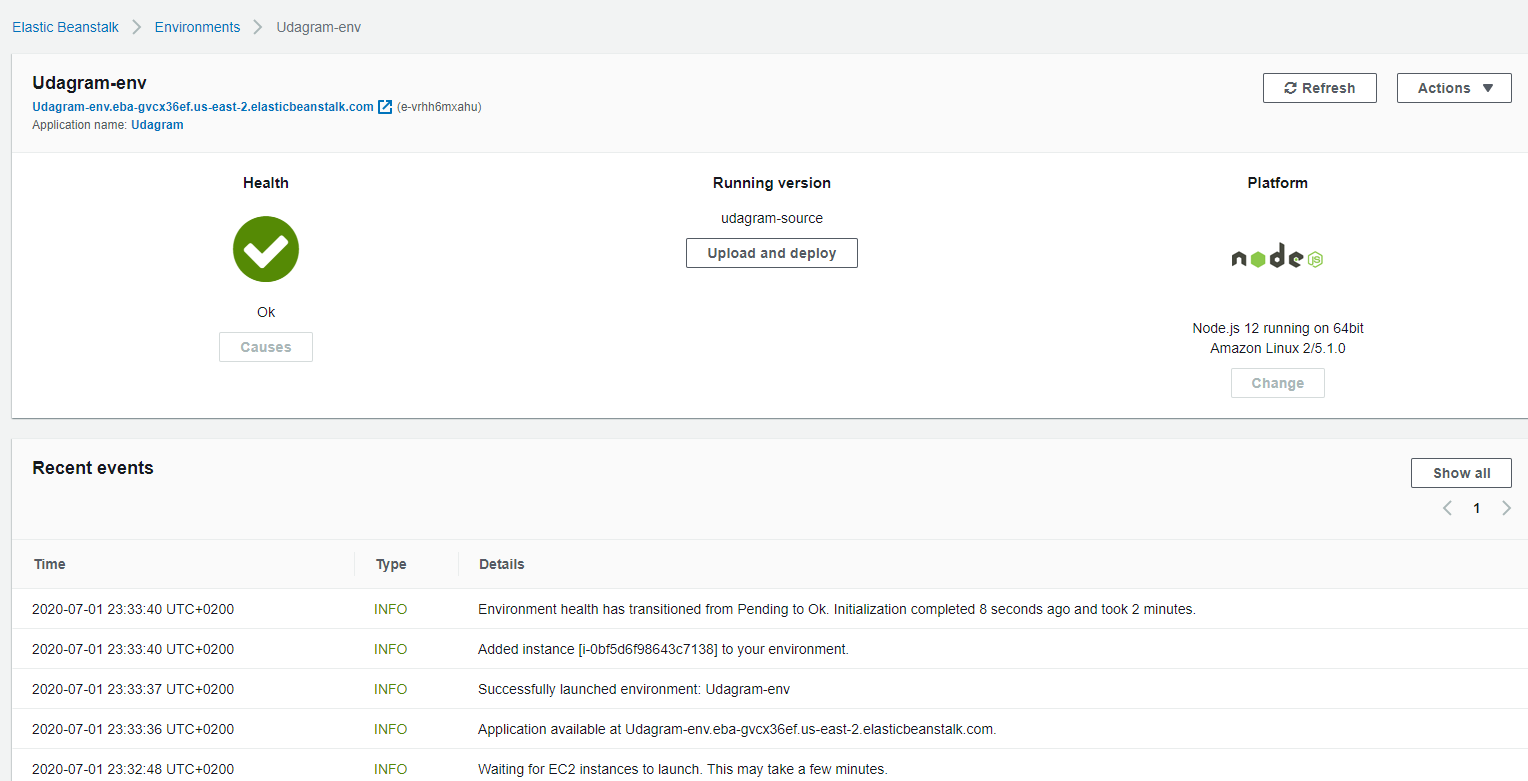 Elastic Beanstalk > Environments > Udagram-env
Udagram-env
Refresh
Actions
Udagram-env.eba-gvcx36ef.us-east-2.elasticbeanstalk.com (e-vrhh6mxahu)
Application name: Udagram
Health
Running version
Platform
udagram-source
Upload and deploy
node JS
Ok
Causes
Node.js 12 running on 64bit
Amazon Linux 2/5.1.0
Change
Recent events
Show all
1
Time Type Details
2020-07-01 23:33:40 UTC+0200 INFO Environment health has transitioned from Pending to Ok. Initialization completed 8 seconds ago and took 2 minutes.
2020-07-01 23:33:40 UTC+0200 INFO Added instance [i-0bf5d6f98643c7138] to your environment.
2020-07-01 23:33:37 UTC+0200 INFO Successfully launched environment: Udagram-env
2020-07-01 23:33:36 UTC+0200 INFO Application available at Udagram-env.eba-gvcx36ef.us-east-2.elasticbeanstalk.com.
2020-07-01 23:32:48 UTC+0200 INFO Waiting for EC2 instances to launch. This may take a few minutes.